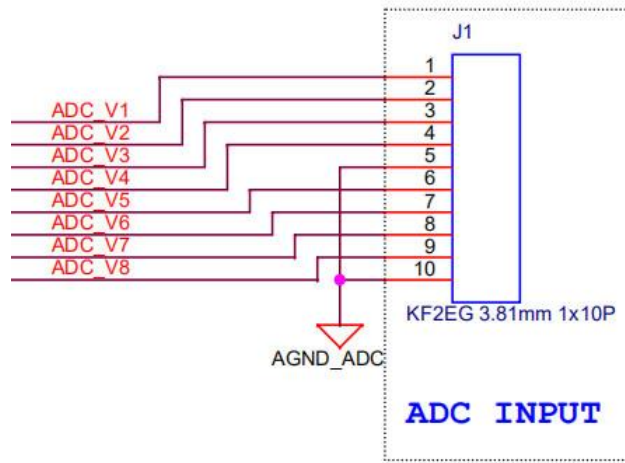 J1
1
2
3
4
5
6
7
8
9
10
ADC_V1
ADC_V2
ADC_V3
ADC_V4
ADC_V5
ADC_V6
ADC_V7
ADC_V8
KF2EG 3.81mm 1x10P
AGND_ADC
ADC INPUT